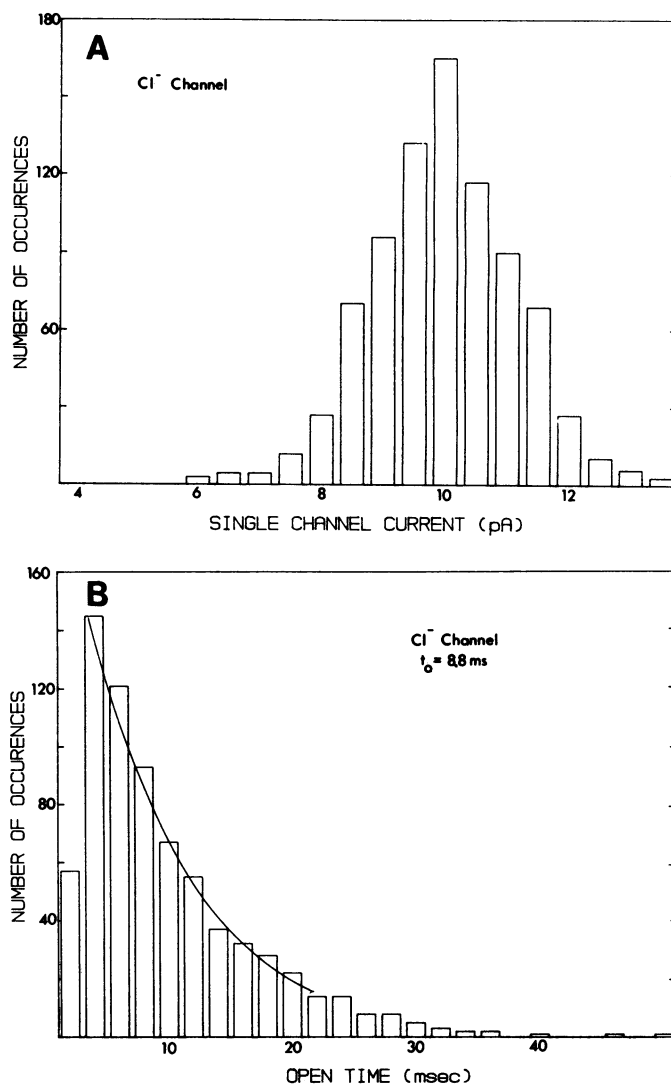 180
A
Cl⁻ Channel
120
60
NUMBER OF OCCURENCES
4 6 8 10 12
SINGLE CHANNEL CURRENT (pA)
160
B
Cl⁻ Channel
t₀ = 8.8 ms
120
80
40
NUMBER OF OCCURENCES
10 20 30 40
OPEN TIME (msec)